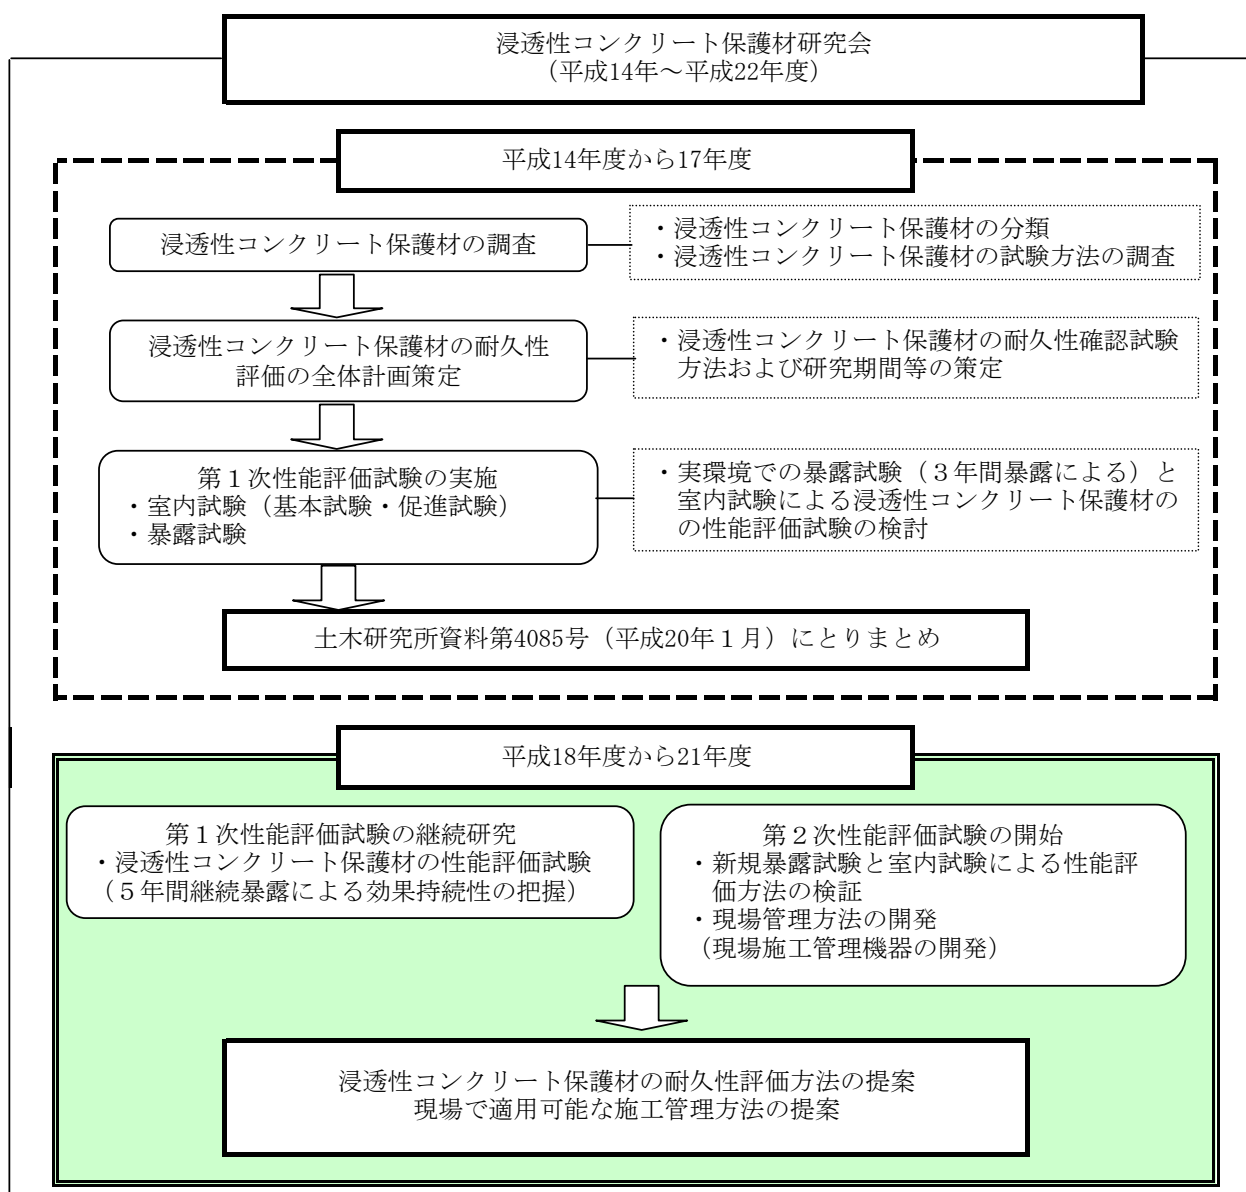 浸透性コンクリート保護材研究会
（平成14年～平成22年度）
平成14年度から17年度
浸透性コンクリート保護材の調査
・浸透性コンクリート保護材の分類
・浸透性コンクリート保護材の試験方法の調査
浸透性コンクリート保護材の耐久性
評価の全体計画策定
・浸透性コンクリート保護材の耐久性確認試験
方法および研究期間等の策定
第１次性能評価試験の実施
・室内試験（基本試験・促進試験）
・暴露試験
・実環境での暴露試験（３年間暴露による）と
室内試験による浸透性コンクリート保護材の
の性能評価試験の検討
土木研究所資料第4085号（平成20年１月）にとりまとめ
平成18年度から21年度
第１次性能評価試験の継続研究
・浸透性コンクリート保護材の性能評価試験
（５年間継続暴露による効果持続性の把握）
第２次性能評価試験の開始
・新規暴露試験と室内試験による性能評
価方法の検証
・現場管理方法の開発
（現場施工管理機器の開発）
浸透性コンクリート保護材の耐久性評価方法の提案
現場で適用可能な施工管理方法の提案